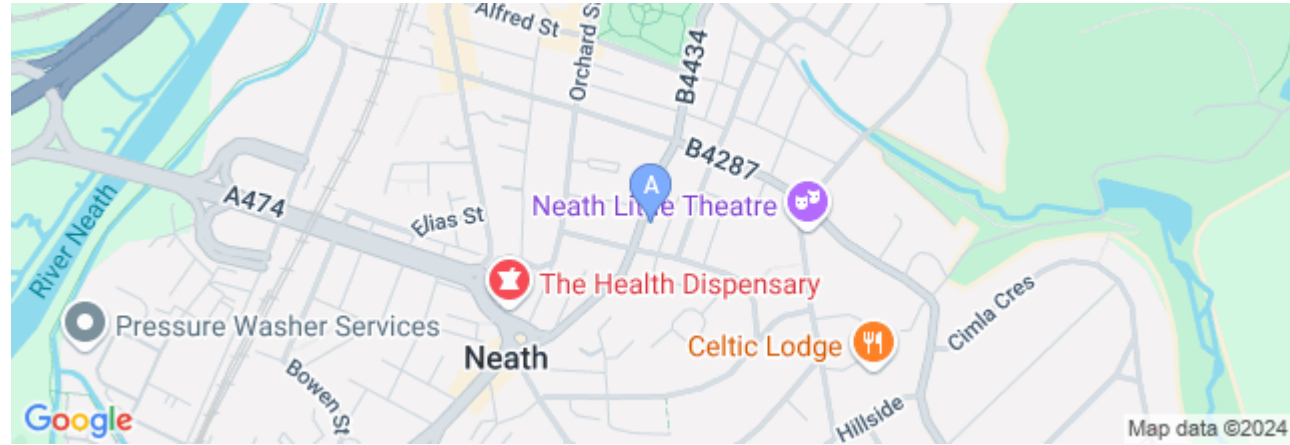 Alfred St
Orchard S
B4434
B4287
A474
River Neath
Elias St
A
Neath Little Theatre
The Health Dispensary
Pressure Washer Services
Neath
Celtic Lodge
Cimla Cres
Bowen St
Hillside
Google
Map data ©2024